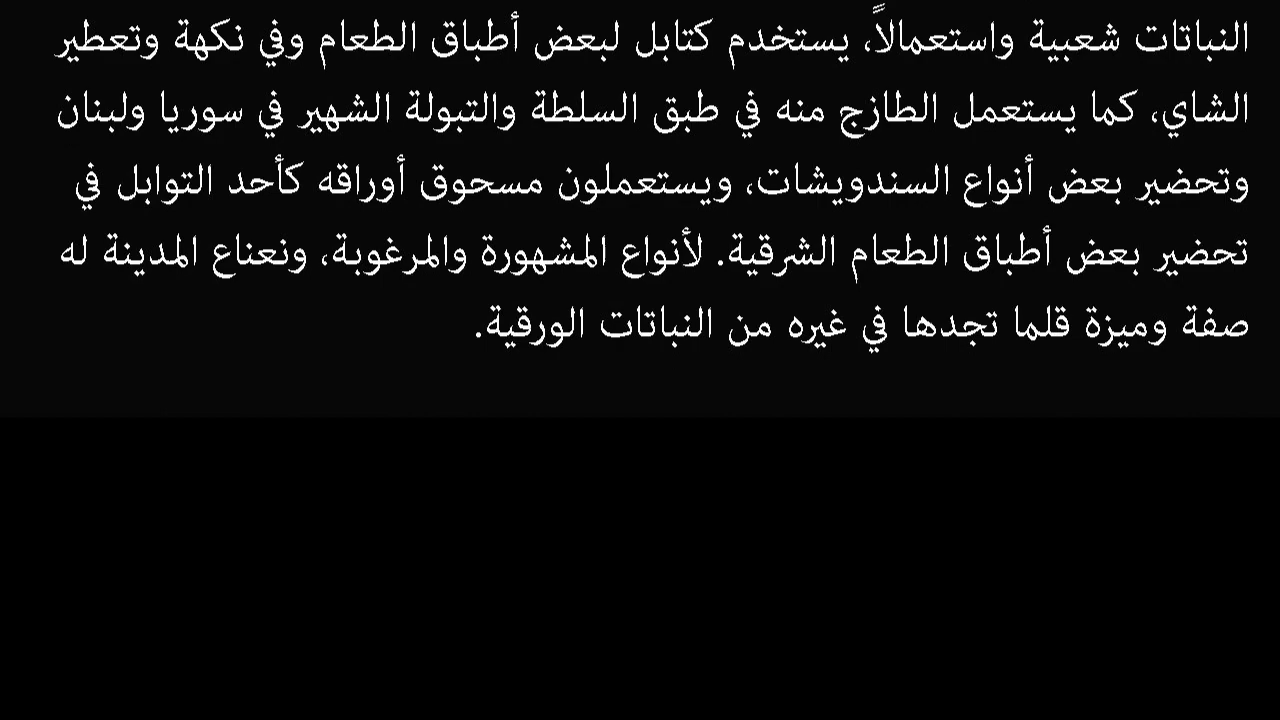 النباتات شعبية واستعمالاً، يستخدم كتابل لبعض أطباق الطعام وفي نكهة وتعطير
الشاي، كما يستعمل الطازج منه في طبق السلطة والتبولة الشهير في سوريا ولبنان
وتحضير بعض أنواع السندويشات، ويستعملون مسحوق أوراقه كأحد التوابل في
تحضير بعض أطباق الطعام الشرقية. لأنواع المشهورة والمرغوبة، ونعناع المدينة له
صفة وميزة قلما تجدها في غيره من النباتات الورقية.